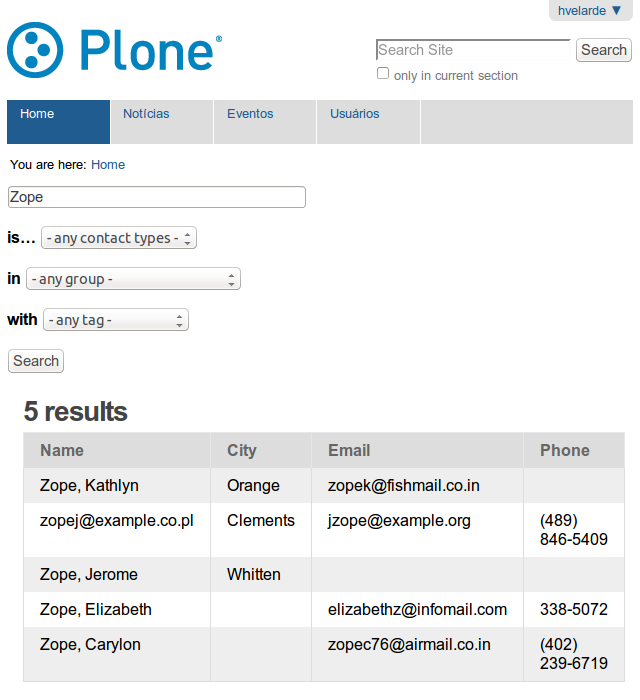 hvelarde ▼
Plone®
Search Site Search
only in current section
Home Notícias Eventos Usuários
You are here: Home
Zope
is... - any contact types -
in - any group -
with - any tag -
Search
5 results
Name City Email Phone
Zope, Kathlyn Orange zopek@fishmail.co.in
zopej@example.co.pl Clements jzope@example.org (489)
846-5409
Zope, Jerome Whitten
Zope, Elizabeth elizabethz@infomail.com 338-5072
Zope, Carylon zopec76@airmail.co.in (402)
239-6719